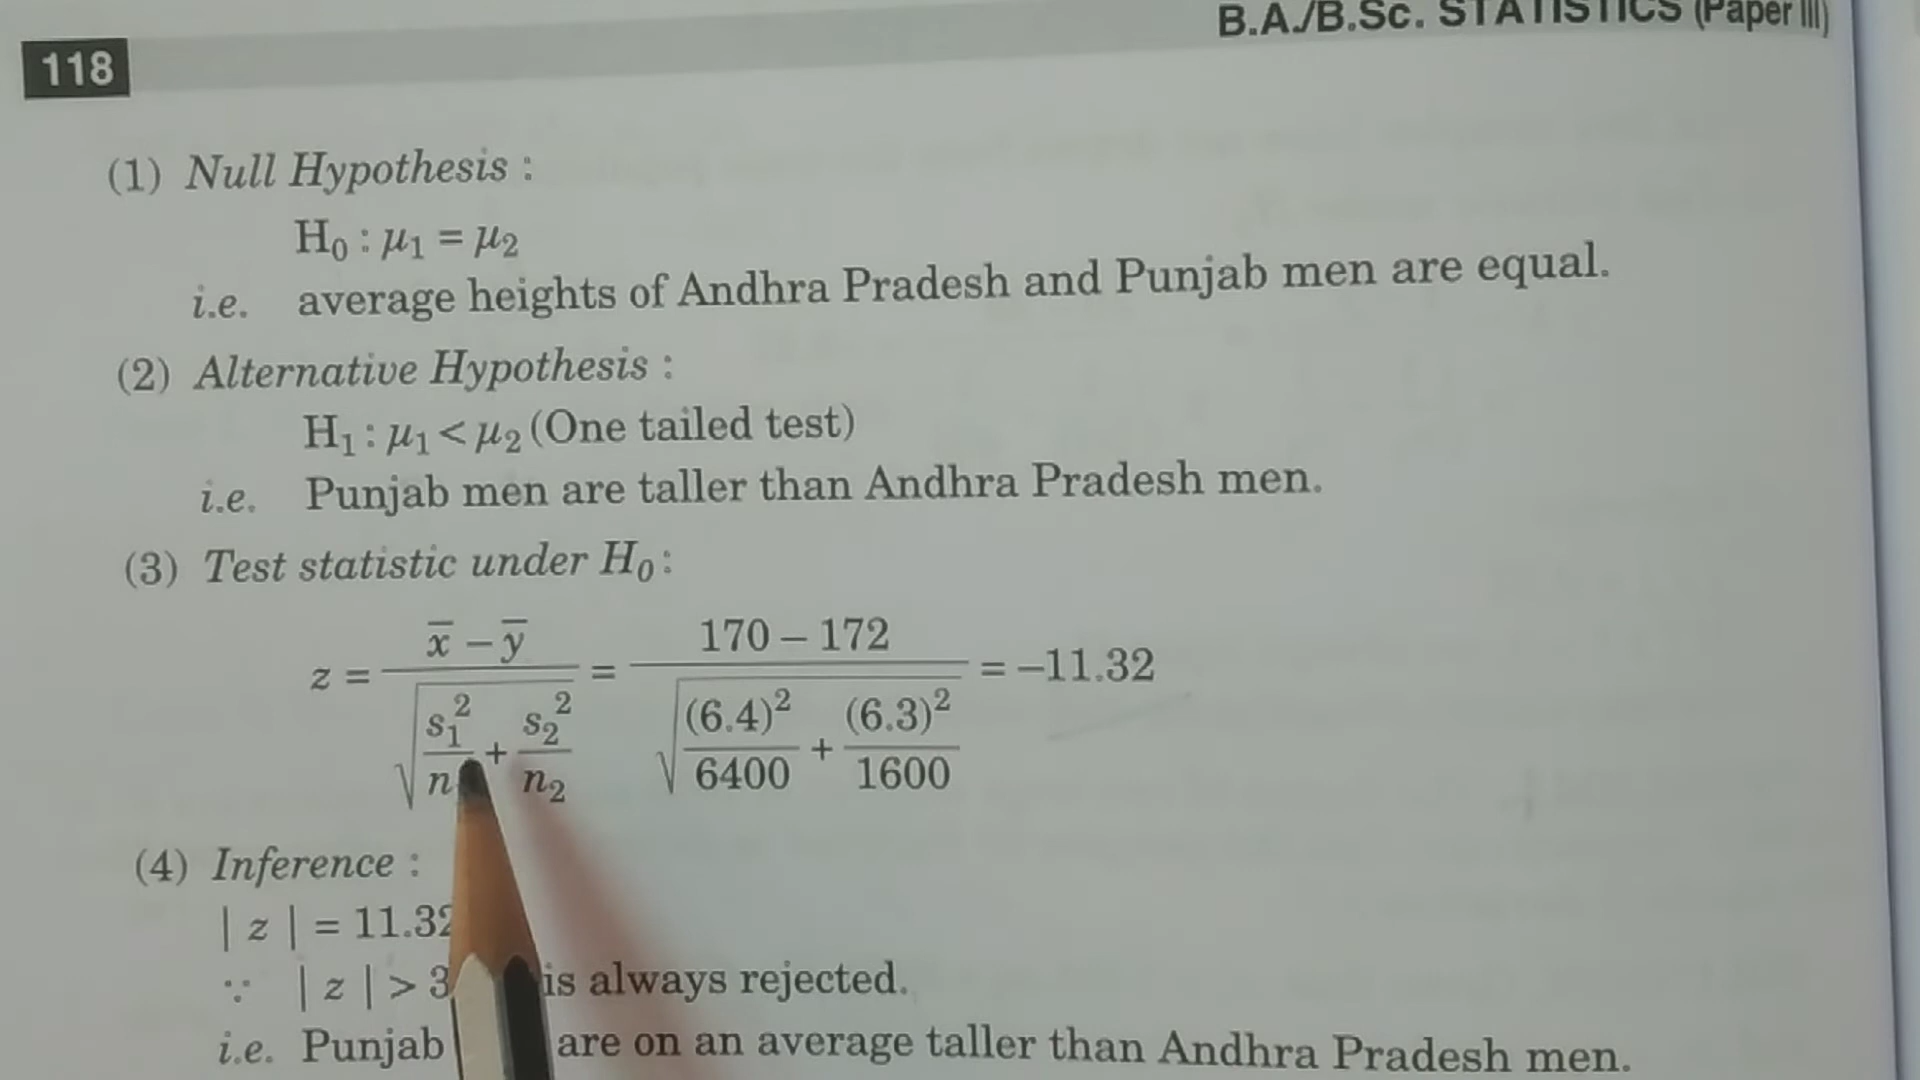 B.A./B.Sc. STATISTICS (Paper III)
118
(1) Null Hypothesis :
H₀ : μ₁ = μ₂
i.e. average heights of Andhra Pradesh and Punjab men are equal.
(2) Alternative Hypothesis :
H₁ : μ₁ < μ₂ (One tailed test)
i.e. Punjab men are taller than Andhra Pradesh men.
(3) Test statistic under H₀ :
z = (x̄ − ȳ) / √(s₁²/n + s₂²/n₂) = (170 − 172) / √((6.4)²/6400 + (6.3)²/1600) = −11.32
(4) Inference :
| z | = 11.32
∵ | z | > 3 is always rejected.
i.e. Punjab are on an average taller than Andhra Pradesh men.